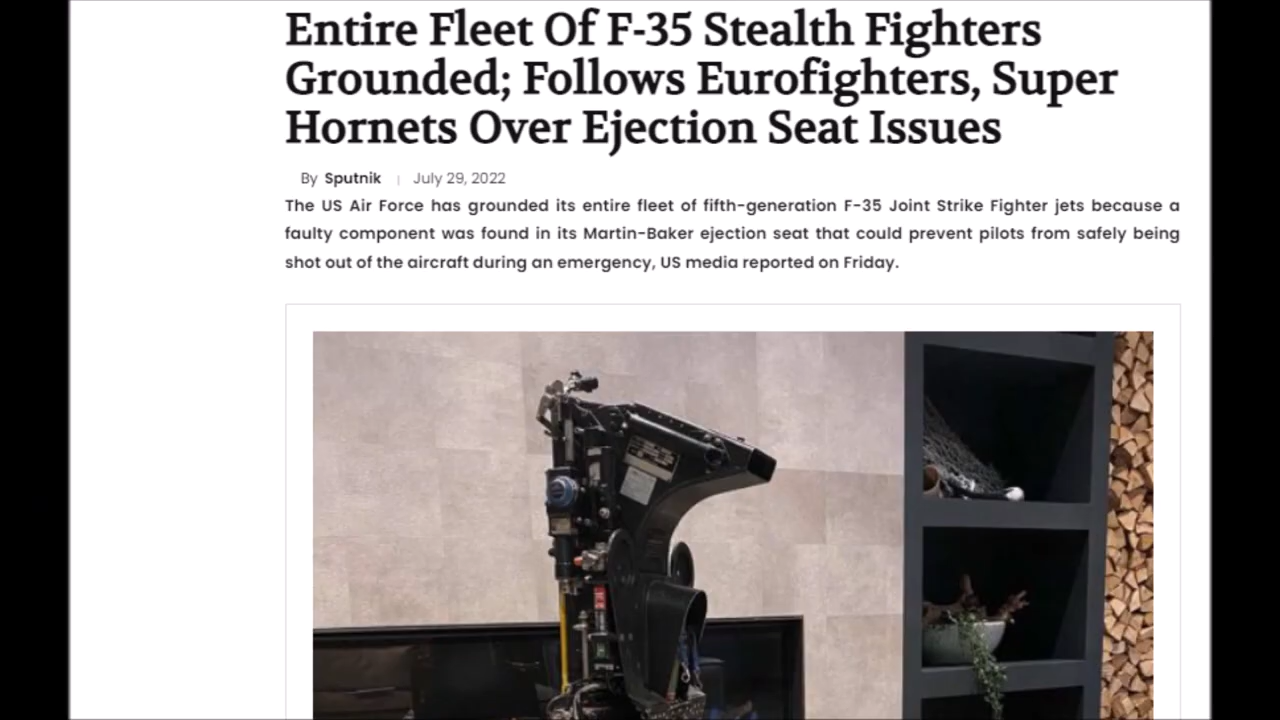 Entire Fleet Of F-35 Stealth Fighters
Grounded; Follows Eurofighters, Super
Hornets Over Ejection Seat Issues
By Sputnik | July 29, 2022
The US Air Force has grounded its entire fleet of fifth-generation F-35 Joint Strike Fighter jets because a
faulty component was found in its Martin-Baker ejection seat that could prevent pilots from safely being
shot out of the aircraft during an emergency, US media reported on Friday.